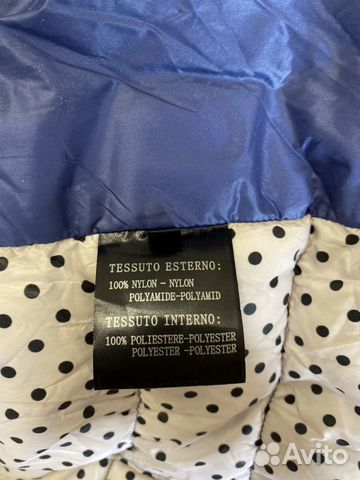 TESSUTO ESTERNO:
100% NYLON - NYLON
POLYAMIDE-POLYAMID
TESSUTO INTERNO:
100% POLIESTERE-POLYESTER
POLYESTER -POLYESTER
Avito